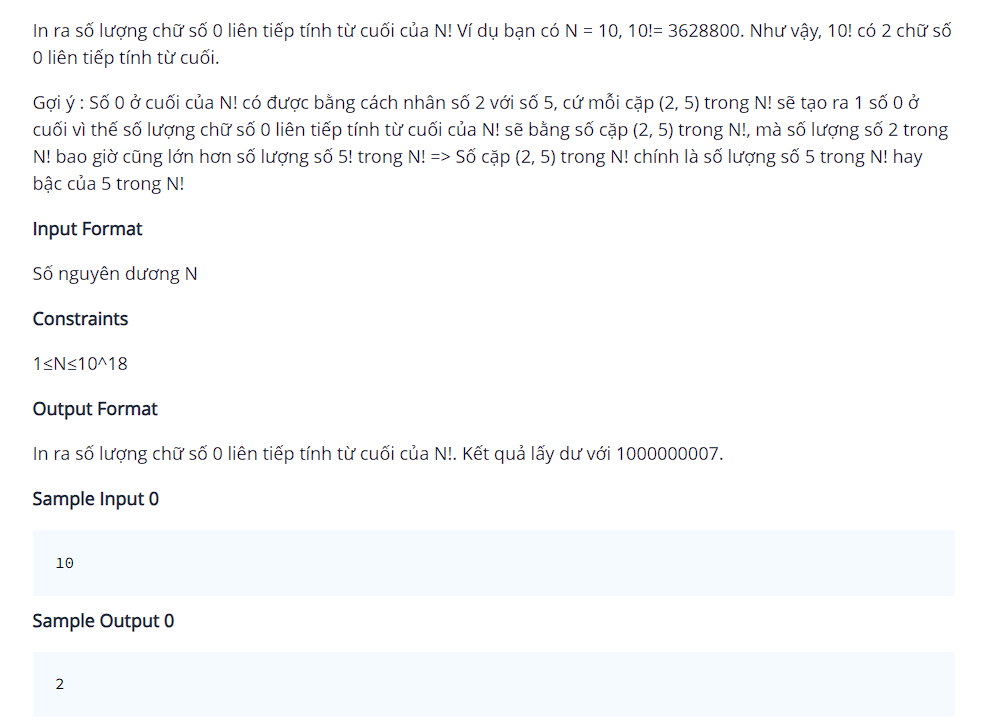 In ra số lượng chữ số 0 liên tiếp tính từ cuối của N! Ví dụ bạn có N = 10, 10!= 3628800. Như vậy, 10! có 2 chữ số
0 liên tiếp tính từ cuối.
Gợi ý : Số 0 ở cuối của N! có được bằng cách nhân số 2 với số 5, cứ mỗi cặp (2, 5) trong N! sẽ tạo ra 1 số 0 ở
cuối vì thế số lượng chữ số 0 liên tiếp tính từ cuối của N! sẽ bằng số cặp (2, 5) trong N!, mà số lượng số 2 trong
N! bao giờ cũng lớn hơn số lượng số 5! trong N! => Số cặp (2, 5) trong N! chính là số lượng số 5 trong N! hay
bậc của 5 trong N!
Input Format
Số nguyên dương N
Constraints
1≤N≤10^18
Output Format
In ra số lượng chữ số 0 liên tiếp tính từ cuối của N!. Kết quả lấy dư với 1000000007.
Sample Input 0
10
Sample Output 0
2